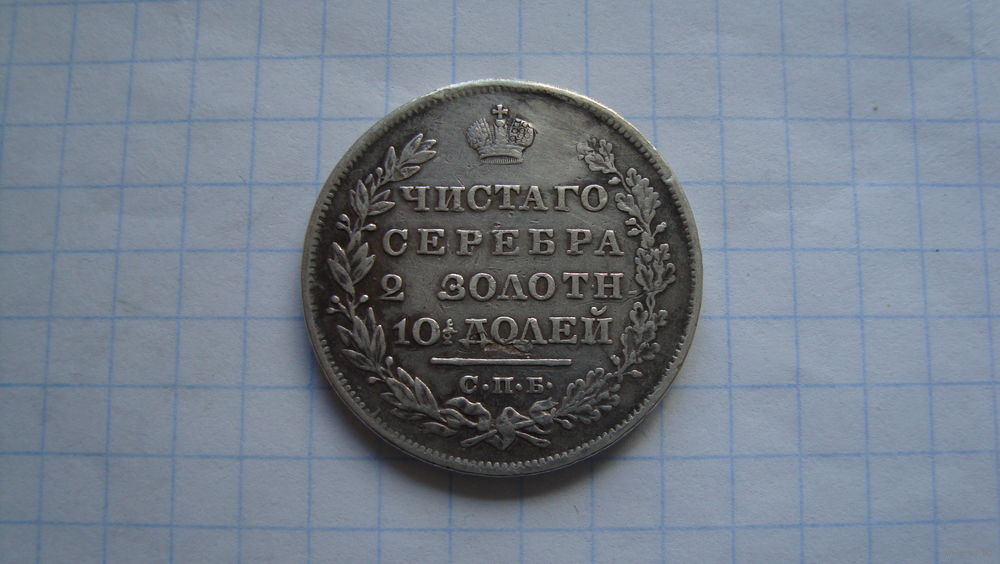 ЧИСТАГО
СЕРЕБРА
2 ЗОЛОТН
10½ ДОЛЕЙ
С·П·Б·